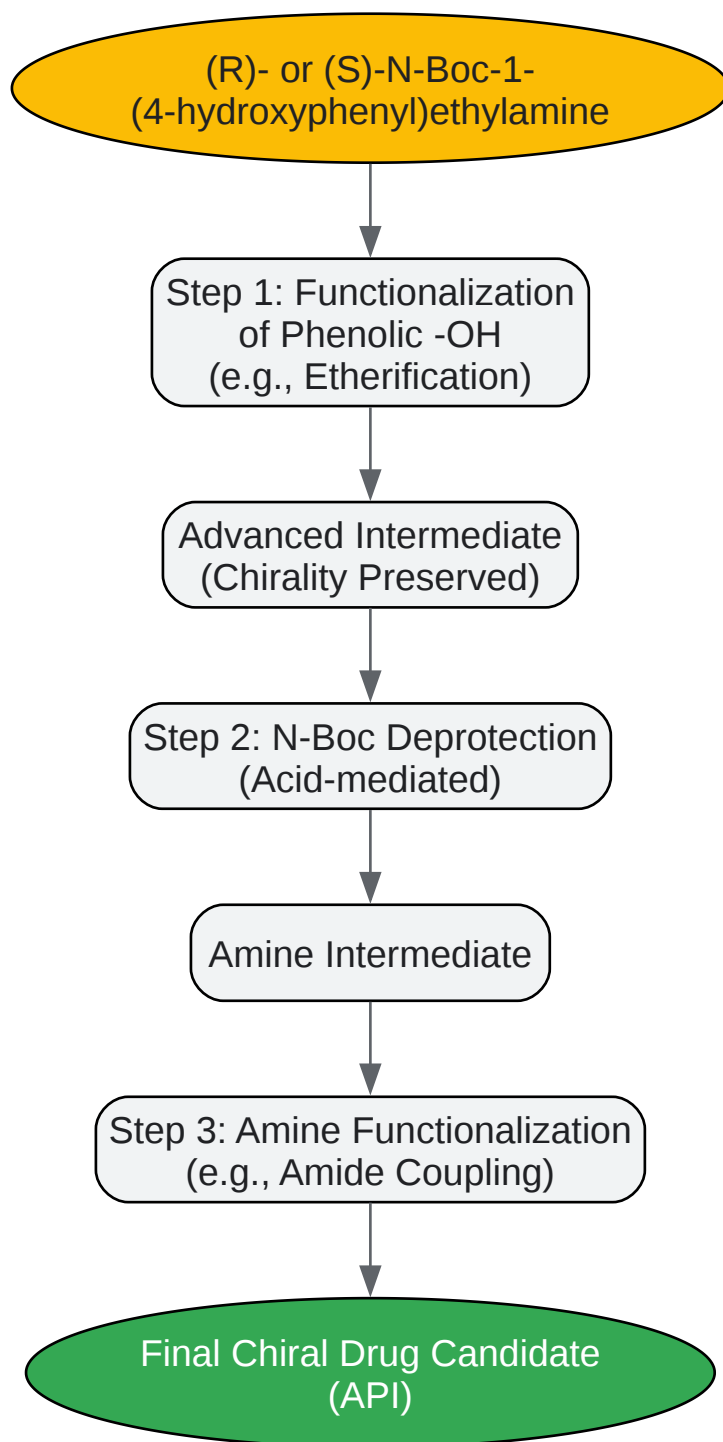 (R)- or (S)-N-Boc-1-
(4-hydroxyphenyl)ethylamine
Step 1: Functionalization
of Phenolic -OH
(e.g., Etherification)
Advanced Intermediate
(Chirality Preserved)
Step 2: N-Boc Deprotection
(Acid-mediated)
Amine Intermediate
Step 3: Amine Functionalization
(e.g., Amide Coupling)
Final Chiral Drug Candidate
(API)